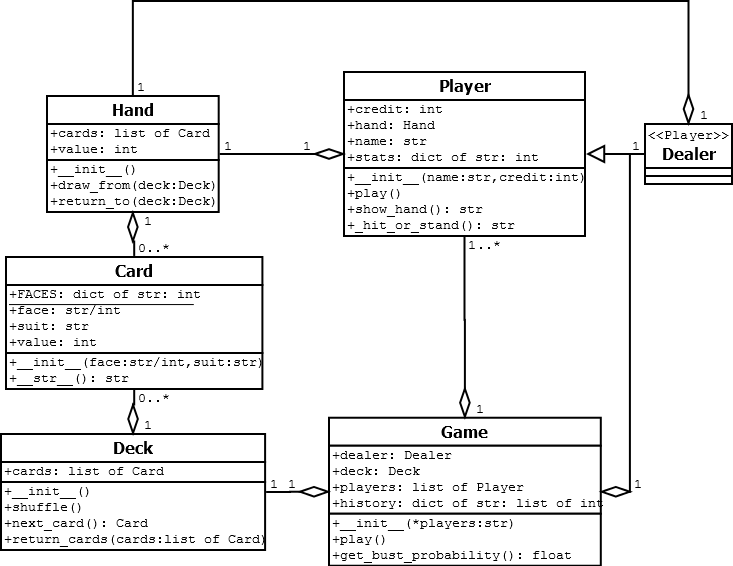 1
1
Player
+credit: int
+hand: Hand
+name: str
+stats: dict of str: int
+__init__(name:str,credit:int)
+play()
+show_hand(): str
+_hit_or_stand(): str
<<Player>>
Dealer
1
Hand
+cards: list of Card
+value: int
+__init__()
+draw_from(deck:Deck)
+return_to(deck:Deck)
1
1
1
0..*
1..*
Card
+FACES: dict of str: int
+face: str/int
+suit: str
+value: int
+__init__(face:str/int,suit:str)
+__str__(): str
0..*
1
1
Deck
+cards: list of Card
+__init__()
+shuffle()
+next_card(): Card
+return_cards(cards:list of Card)
1
1
Game
+dealer: Dealer
+deck: Deck
+players: list of Player
+history: dict of str: list of int
+__init__(*players:str)
+play()
+get_bust_probability(): float
1